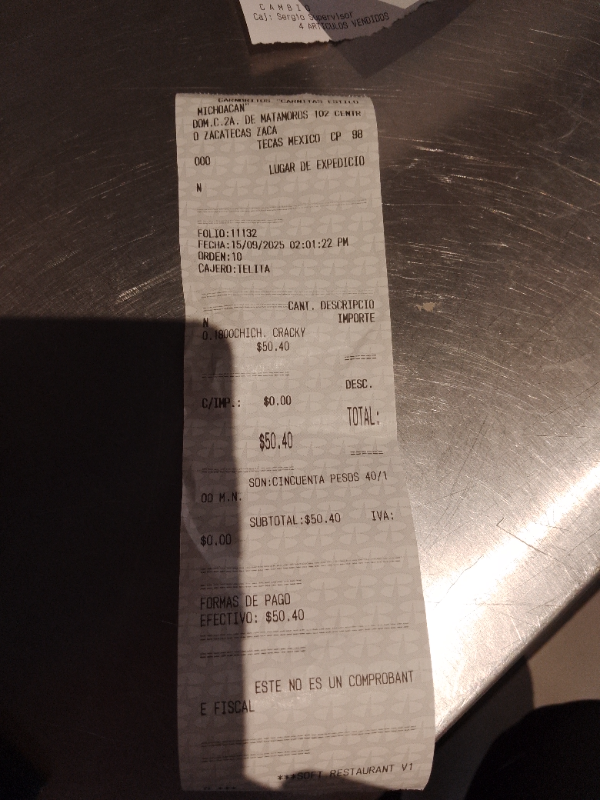 CAMBIO
Caj: Sergio Supervisor
4 ARTICULOS VENDIDOS
"CARNITAS ESTILO
MICHOACAN"
DOM.C.2A. DE MATAMOROS 102 CENTR
O ZACATECAS ZACA
TECAS MEXICO CP 98
000
LUGAR DE EXPEDICIO
N
FOLIO:11132
FECHA:15/09/2025 02:01:22 PM
ORDEN:10
CAJERO:TELITA
CANT. DESCRIPCIO
N IMPORTE
0.1800CHICH. CRACKY
$50.40
DESC.
C/IMP.: $0.00
TOTAL:
$50.40
SON:CINCUENTA PESOS 40/1
00 M.N.
SUBTOTAL:$50.40 IVA:
$0.00
FORMAS DE PAGO
EFECTIVO: $50.40
ESTE NO ES UN COMPROBANT
E FISCAL
***SOFT RESTAURANT V1